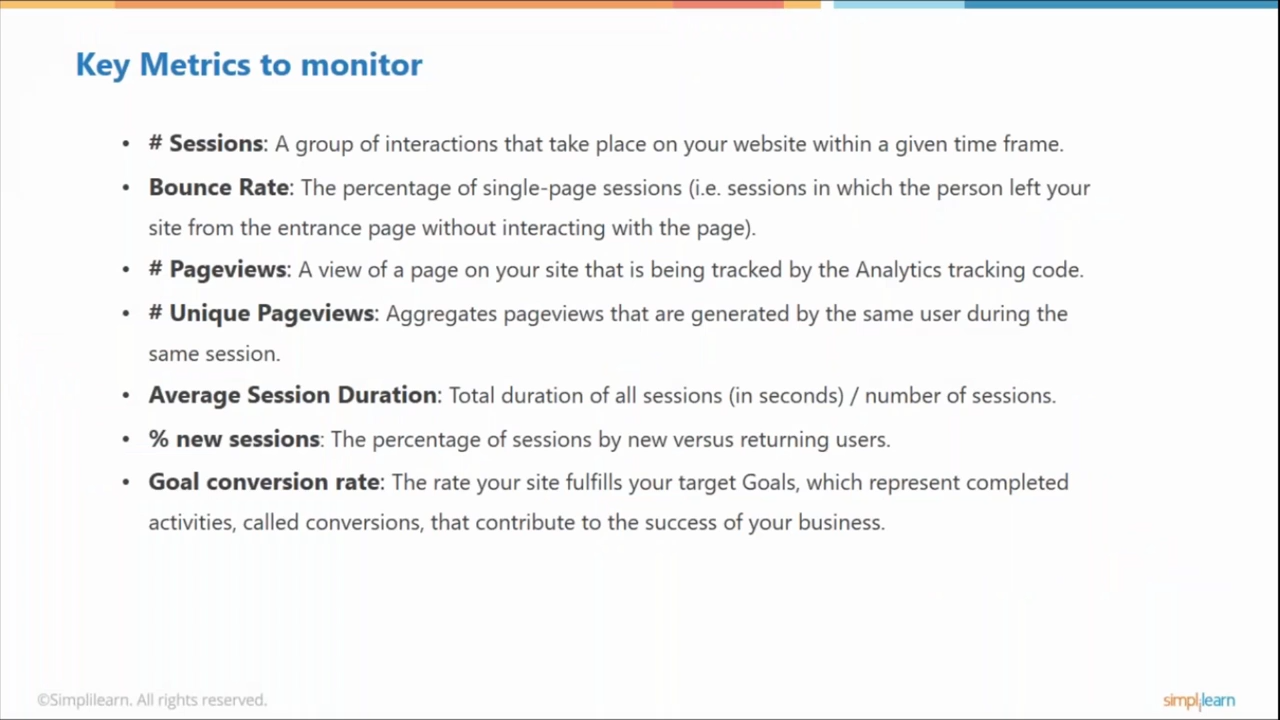 Key Metrics to monitor
• # Sessions: A group of interactions that take place on your website within a given time frame.
• Bounce Rate: The percentage of single-page sessions (i.e. sessions in which the person left your
site from the entrance page without interacting with the page).
• # Pageviews: A view of a page on your site that is being tracked by the Analytics tracking code.
• # Unique Pageviews: Aggregates pageviews that are generated by the same user during the
same session.
• Average Session Duration: Total duration of all sessions (in seconds) / number of sessions.
• % new sessions: The percentage of sessions by new versus returning users.
• Goal conversion rate: The rate your site fulfills your target Goals, which represent completed
activities, called conversions, that contribute to the success of your business.
©Simplilearn. All rights reserved.
simplilearn